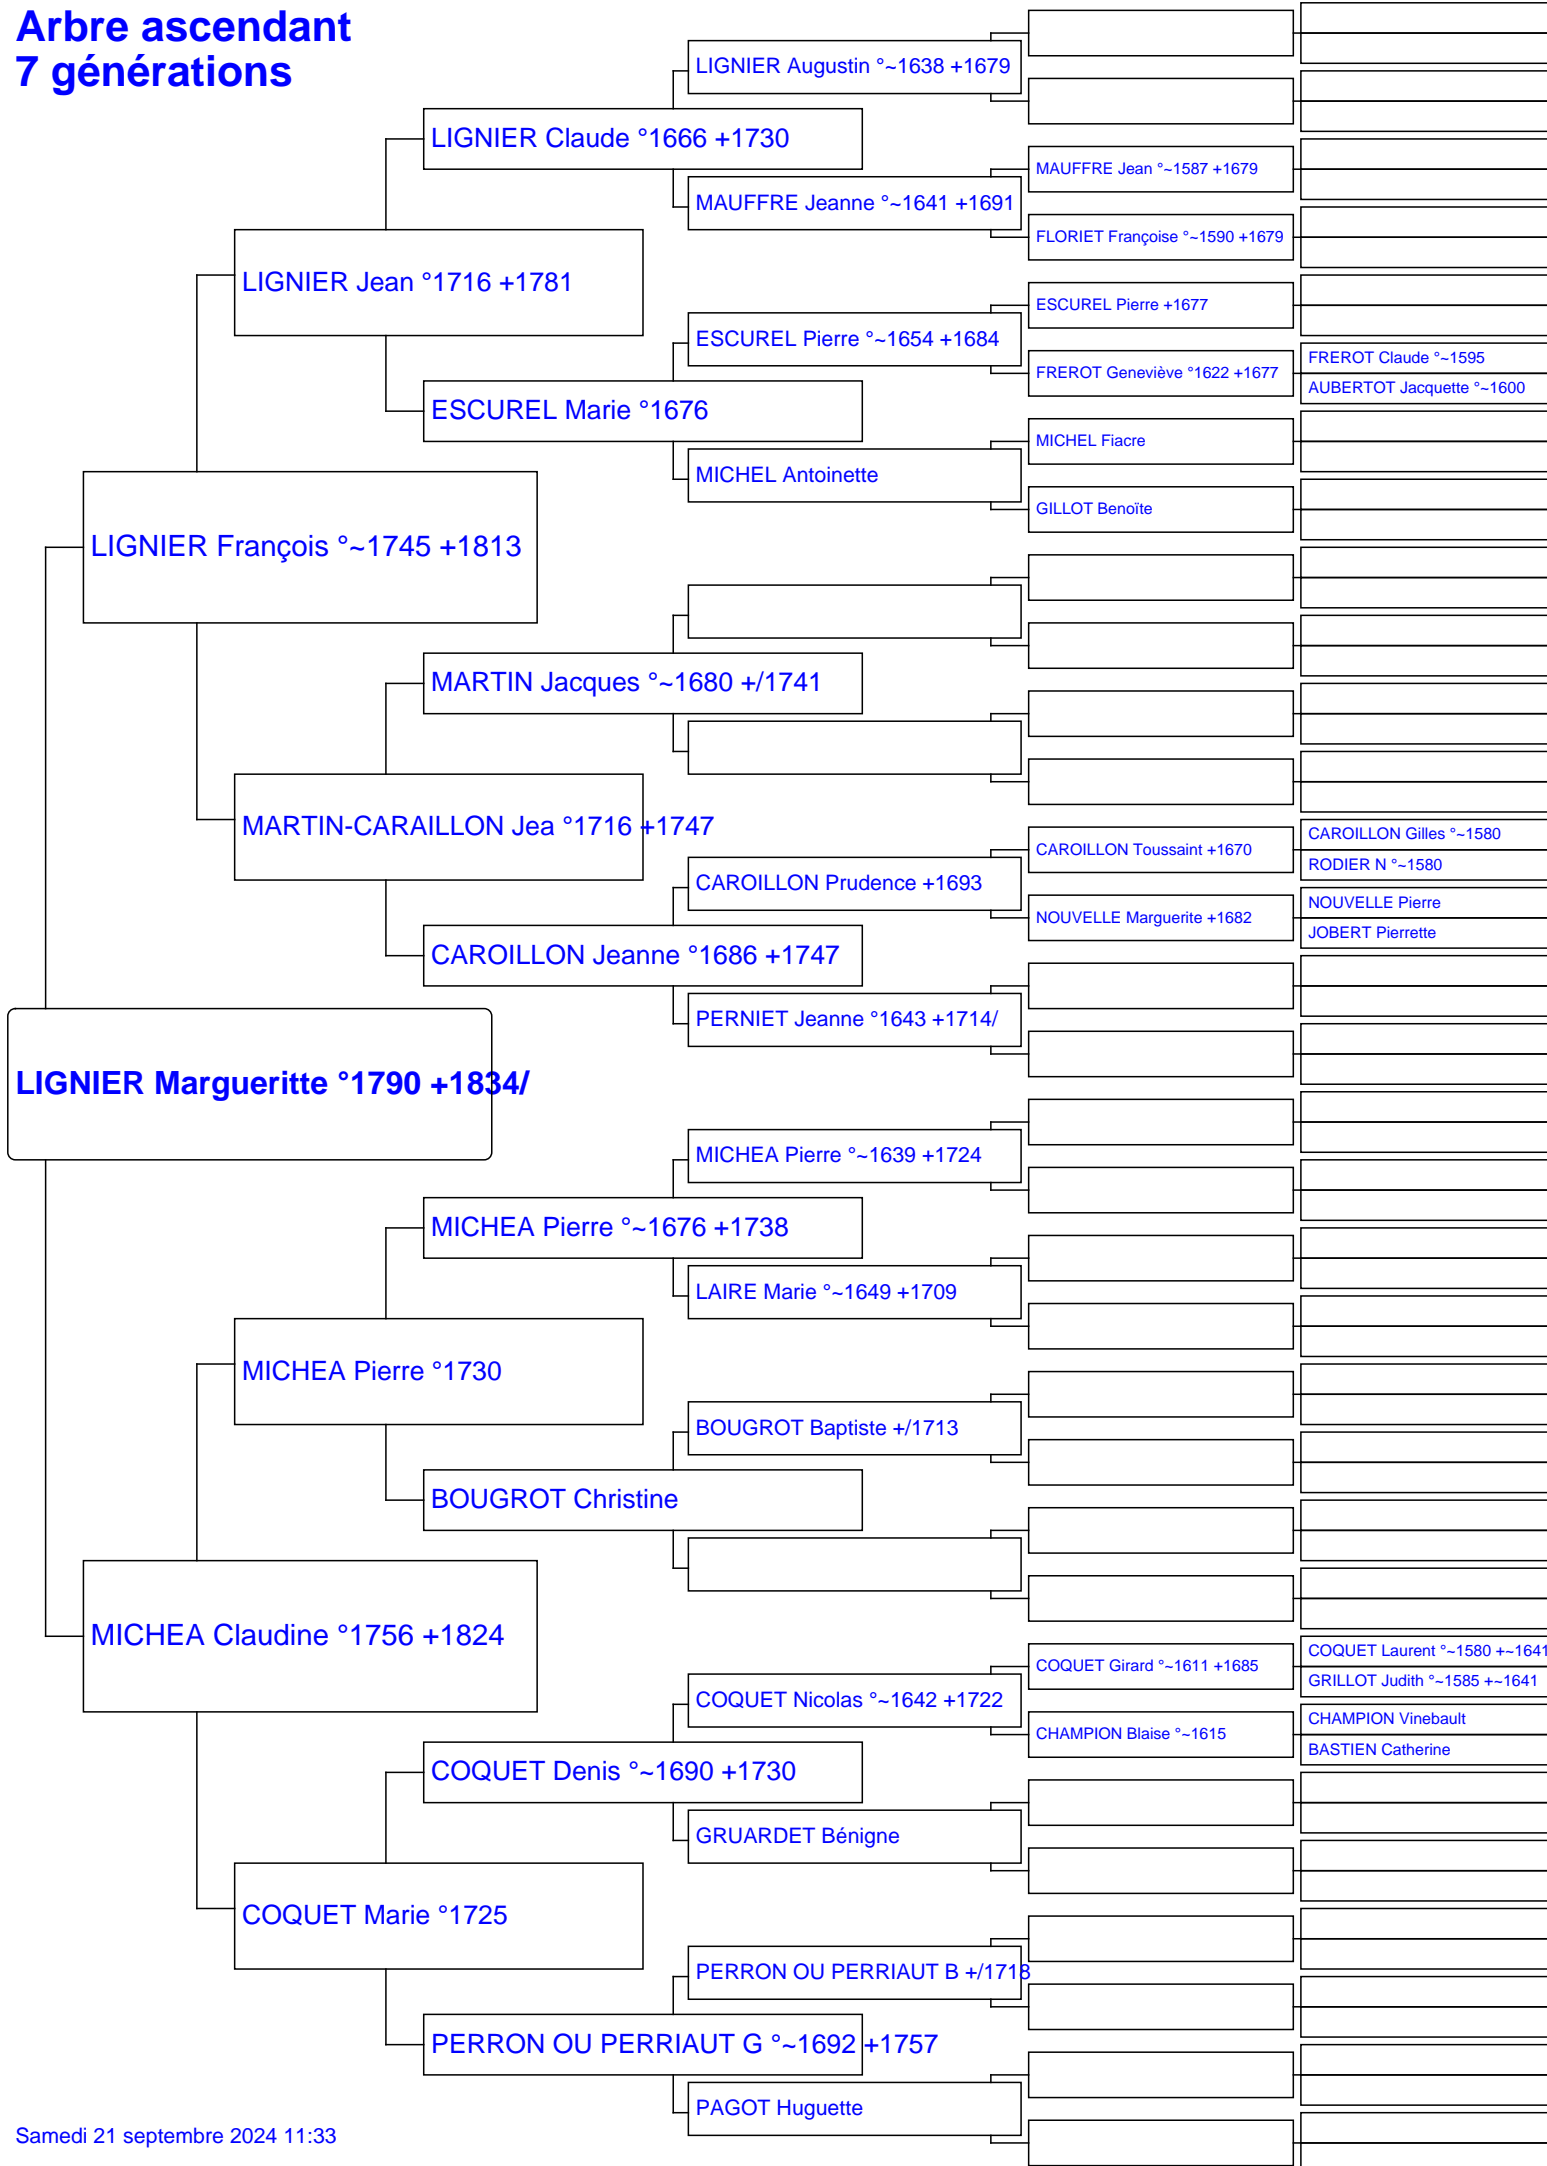 Arbre ascendant
7 générations
LIGNIER Augustin °~1638 +1679
LIGNIER Claude °1666 +1730
MAUFFRE Jean °~1587 +1679
MAUFFRE Jeanne °~1641 +1691
FLORIET Françoise °~1590 +1679
LIGNIER Jean °1716 +1781
ESCUREL Pierre +1677
ESCUREL Pierre °~1654 +1684
FREROT Claude °~1595
FREROT Geneviève °1622 +1677
AUBERTOT Jacquette °~1600
ESCUREL Marie °1676
MICHEL Fiacre
MICHEL Antoinette
GILLOT Benoïte
LIGNIER François °~1745 +1813
MARTIN Jacques °~1680 +/1741
MARTIN-CARAILLON Jea °1716 +1747
CAROILLON Gilles °~1580
CAROILLON Toussaint +1670
RODIER N °~1580
CAROILLON Prudence +1693
NOUVELLE Pierre
NOUVELLE Marguerite +1682
JOBERT Pierrette
CAROILLON Jeanne °1686 +1747
PERNIET Jeanne °1643 +1714/
LIGNIER Margueritte °1790 +1834/
MICHEA Pierre °~1639 +1724
MICHEA Pierre °~1676 +1738
LAIRE Marie °~1649 +1709
MICHEA Pierre °1730
BOUGROT Baptiste +/1713
BOUGROT Christine
MICHEA Claudine °1756 +1824
COQUET Laurent °~1580 +~1641
COQUET Girard °~1611 +1685
GRILLOT Judith °~1585 +~1641
COQUET Nicolas °~1642 +1722
CHAMPION Vinebault
CHAMPION Blaise °~1615
BASTIEN Catherine
COQUET Denis °~1690 +1730
GRUARDET Bénigne
COQUET Marie °1725
PERRON OU PERRIAUT B +/1718
PERRON OU PERRIAUT G °~1692 +1757
PAGOT Huguette
Samedi 21 septembre 2024 11:33